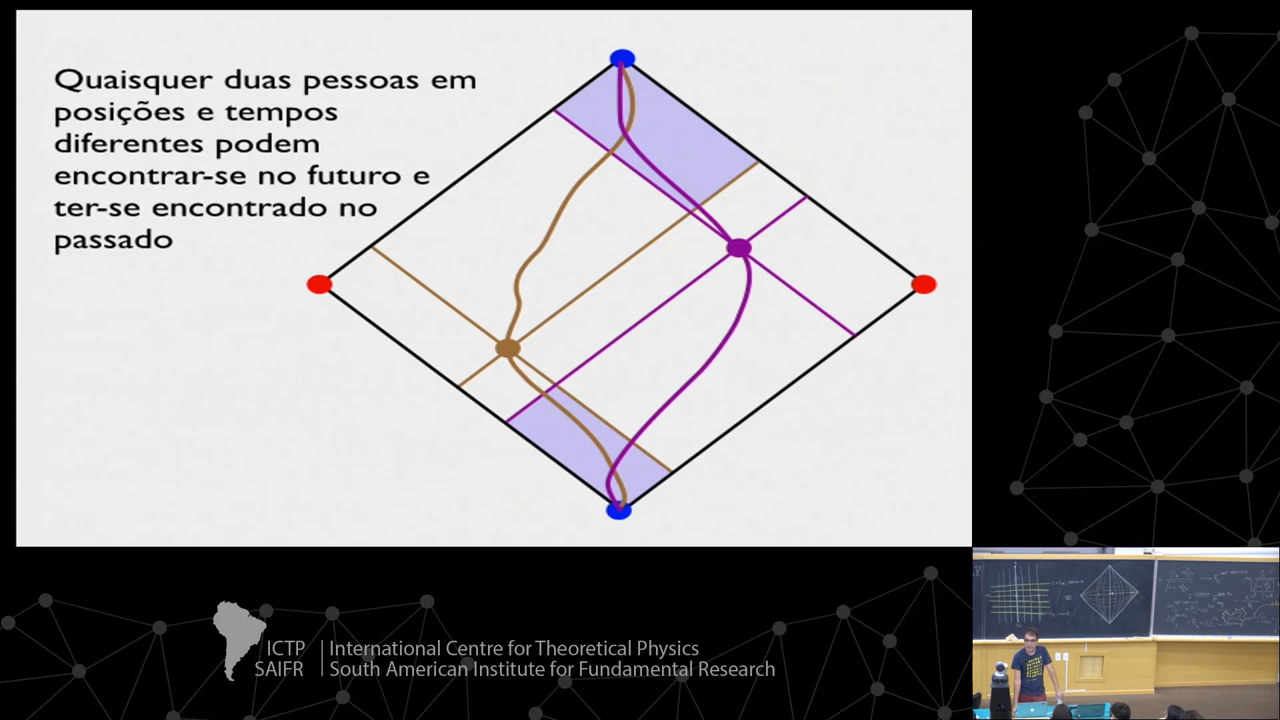 Quaisquer duas pessoas em
posições e tempos
diferentes podem
encontrar-se no futuro e
ter-se encontrado no
passado
ICTP
SAIFR
International Centre for Theoretical Physics
South American Institute for Fundamental Research